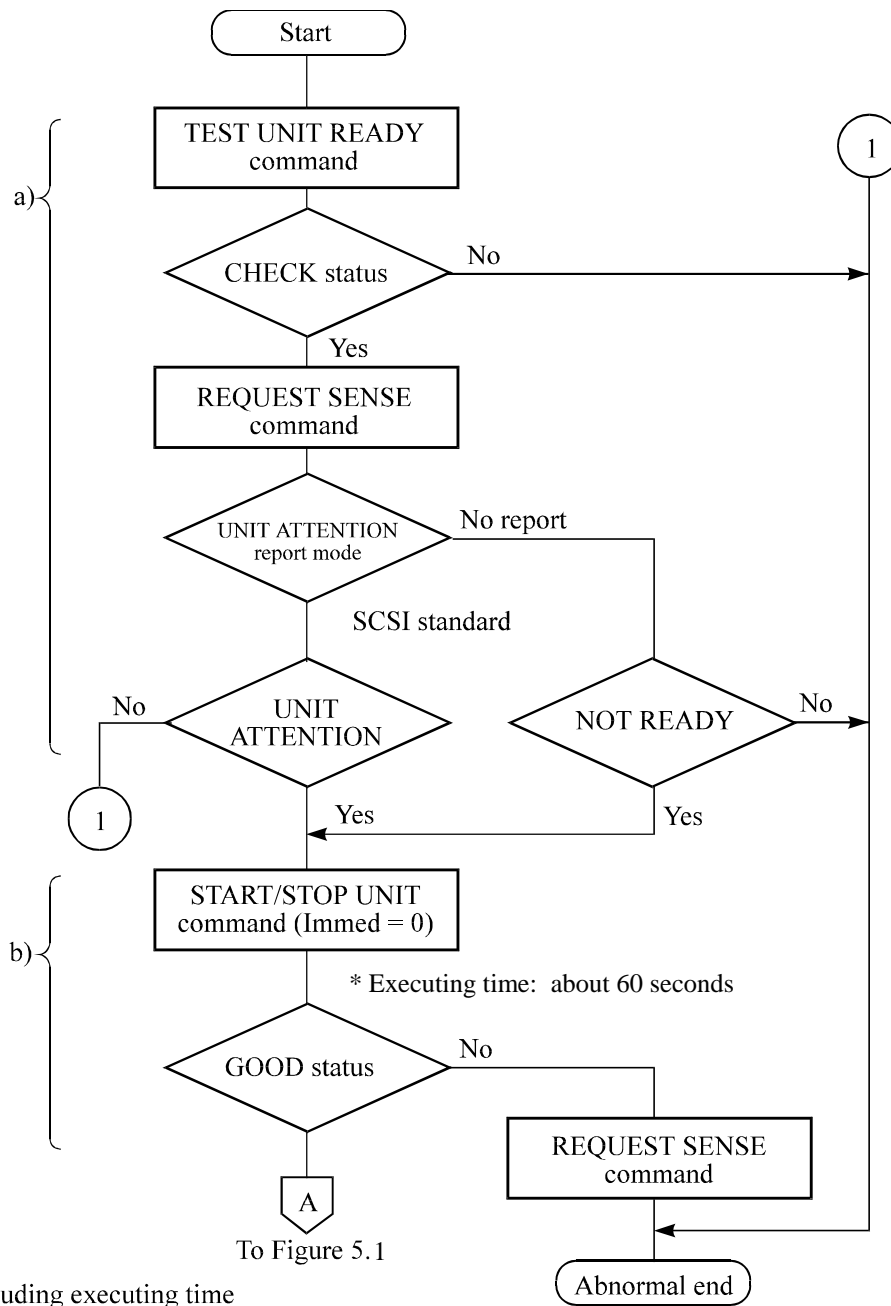 Start
TEST UNIT READY
command
a)
1
CHECK status
No
Yes
REQUEST SENSE
command
UNIT ATTENTION
report mode
No report
SCSI standard
No
UNIT
ATTENTION
NOT READY
No
1
Yes
Yes
START/STOP UNIT
command (Immed = 0)
b)
* Executing time: about 60 seconds
GOOD status
No
REQUEST SENSE
command
A
To Figure 5.1
Abnormal end
uding executing time